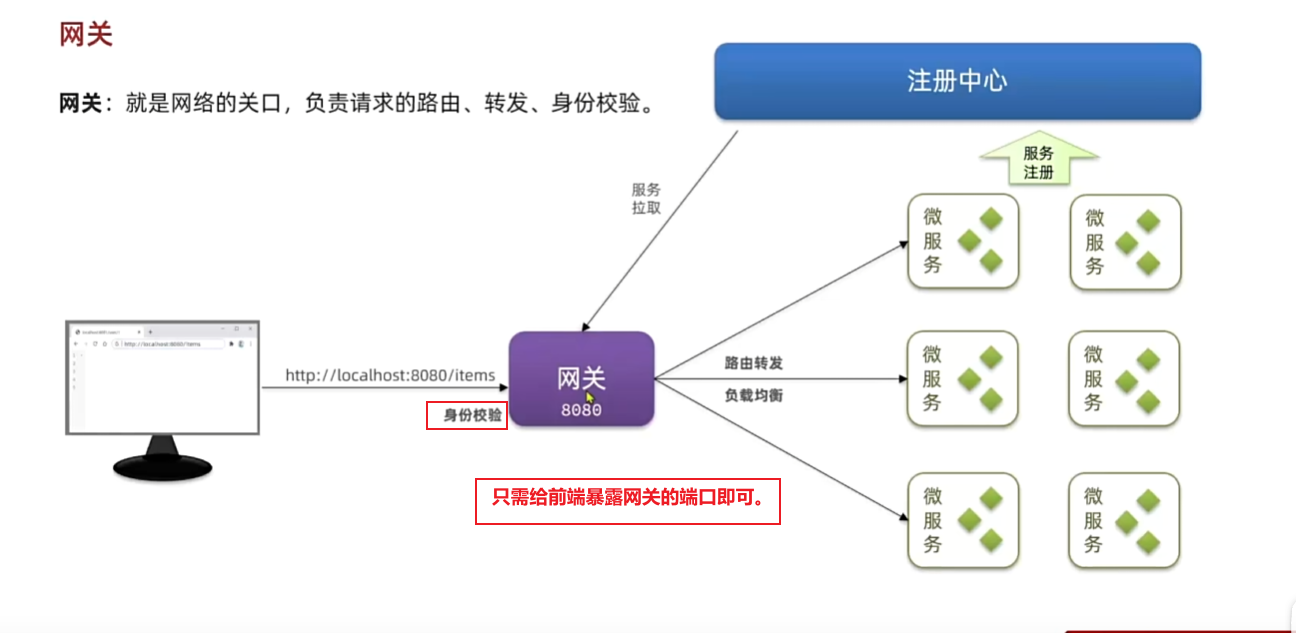 网关
网关：就是网络的关口，负责请求的路由、转发、身份校验。
注册中心
服务
注册
服务
拉取
微服务
微服务
http://localhost:8080/items
身份校验
网关
8080
路由转发
负载均衡
微服务
微服务
只需给前端暴露网关的端口即可。
微服务
微服务
http://localhost:8080/items